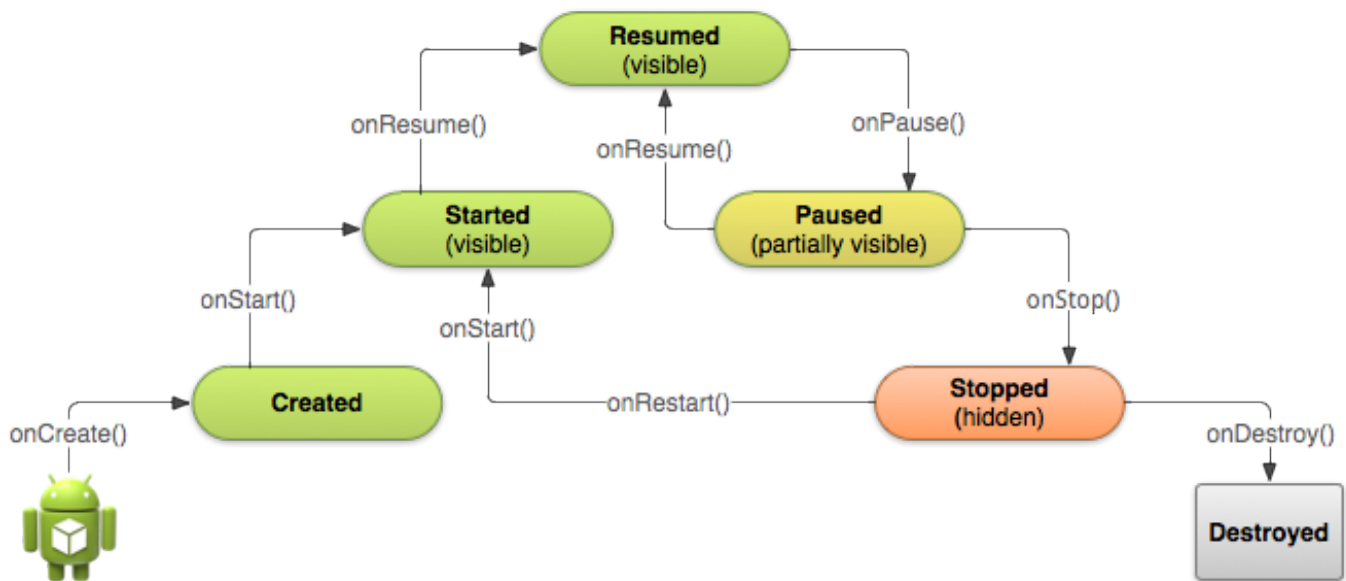 Resumed
(visible)
onResume()
onPause()
onResume()
Started
(visible)
Paused
(partially visible)
onStart()
onStart()
onStop()
Created
onRestart()
Stopped
(hidden)
onCreate()
onDestroy()
Destroyed